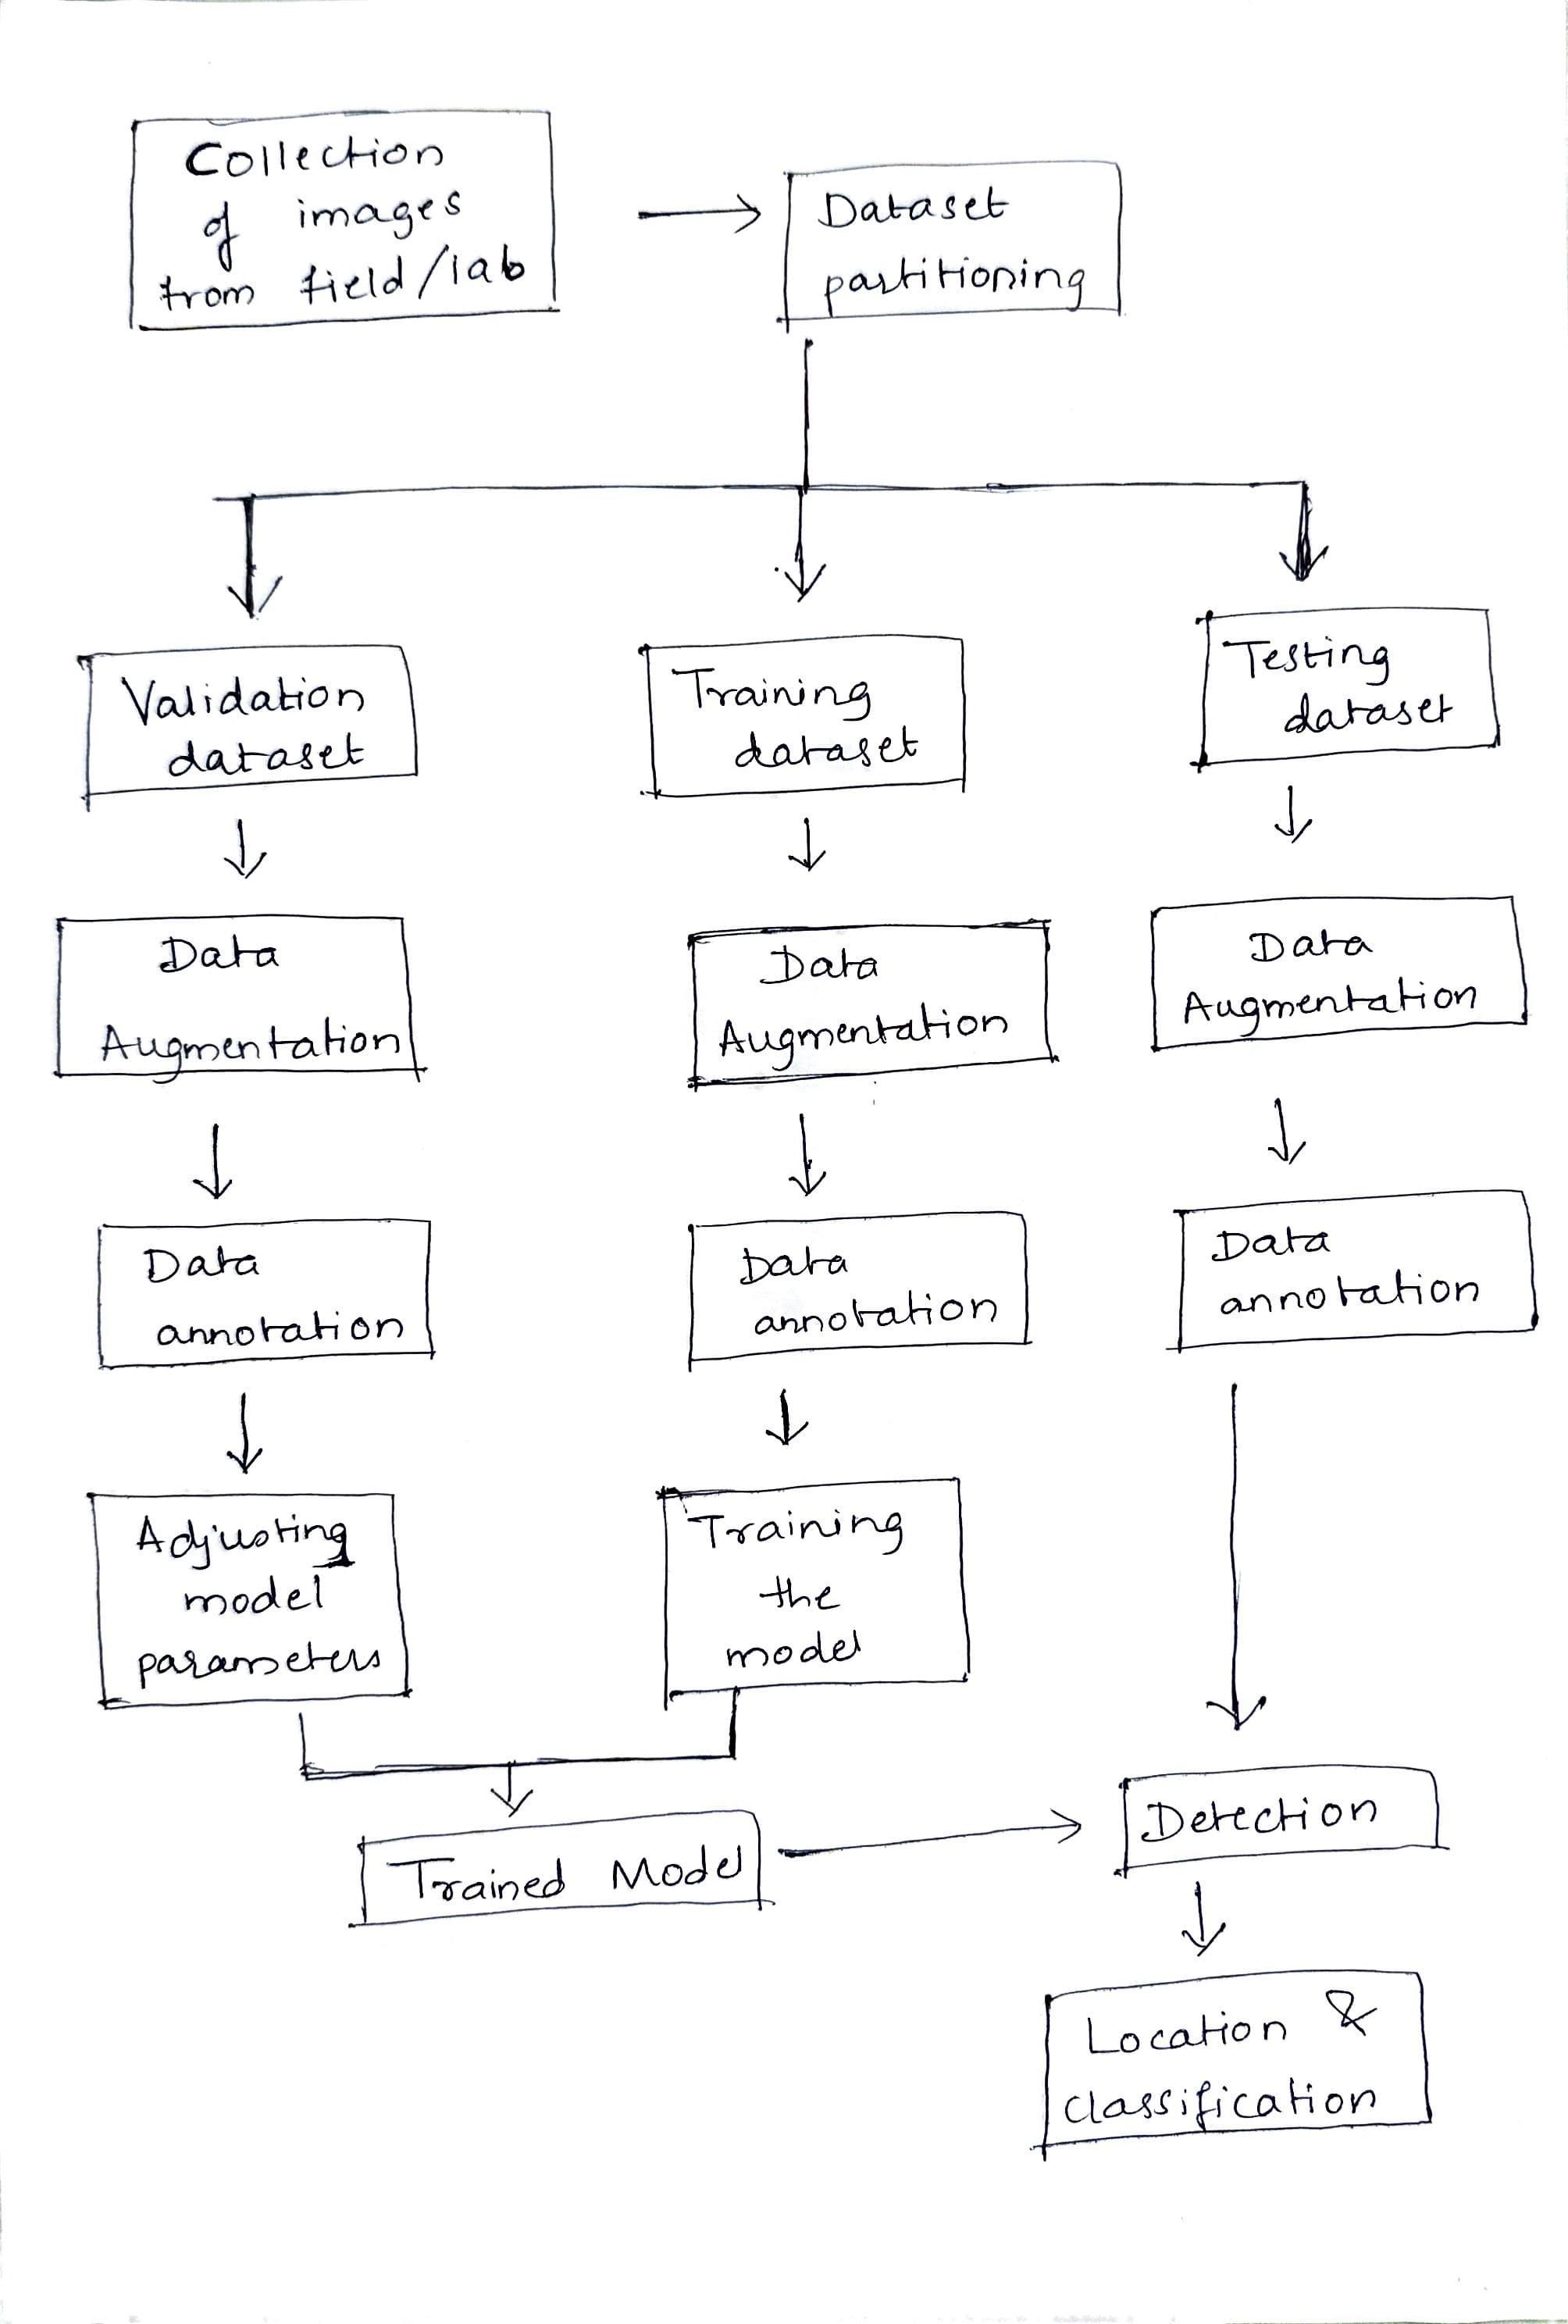 Collection
of images
from field/lab
Dataset
partitioning
Validation
dataset
Training
dataset
Testing
dataset
Data
Augmentation
Data
Augmentation
Data
Augmentation
Data
annotation
Data
annotation
Data
annotation
Adjusting
model
parameters
Training
the
model
Trained Model
Detection
Location &
classification